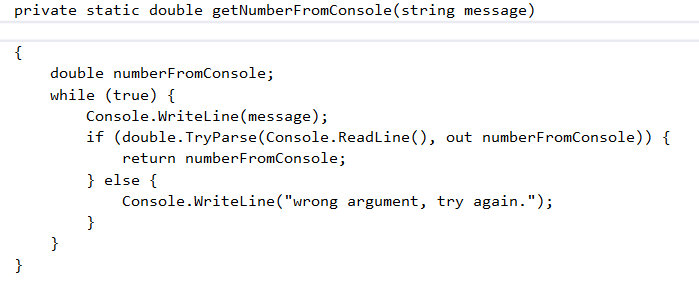 private static double getNumberFromConsole(string message)
{
    double numberFromConsole;
    while (true) {
        Console.WriteLine(message);
        if (double.TryParse(Console.ReadLine(), out numberFromConsole)) {
            return numberFromConsole;
        } else {
            Console.WriteLine("wrong argument, try again.");
        }
    }
}